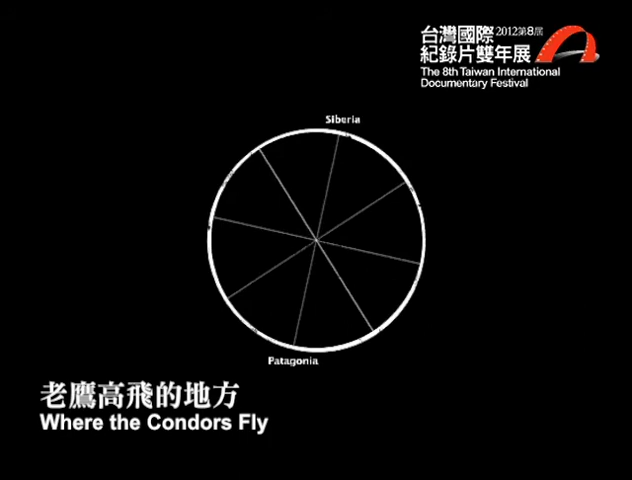 台灣國際2012第8屆
紀錄片雙年展
The 8th Taiwan International
Documentary Festival
Siberia
Patagonia
老鷹高飛的地方
Where the Condors Fly